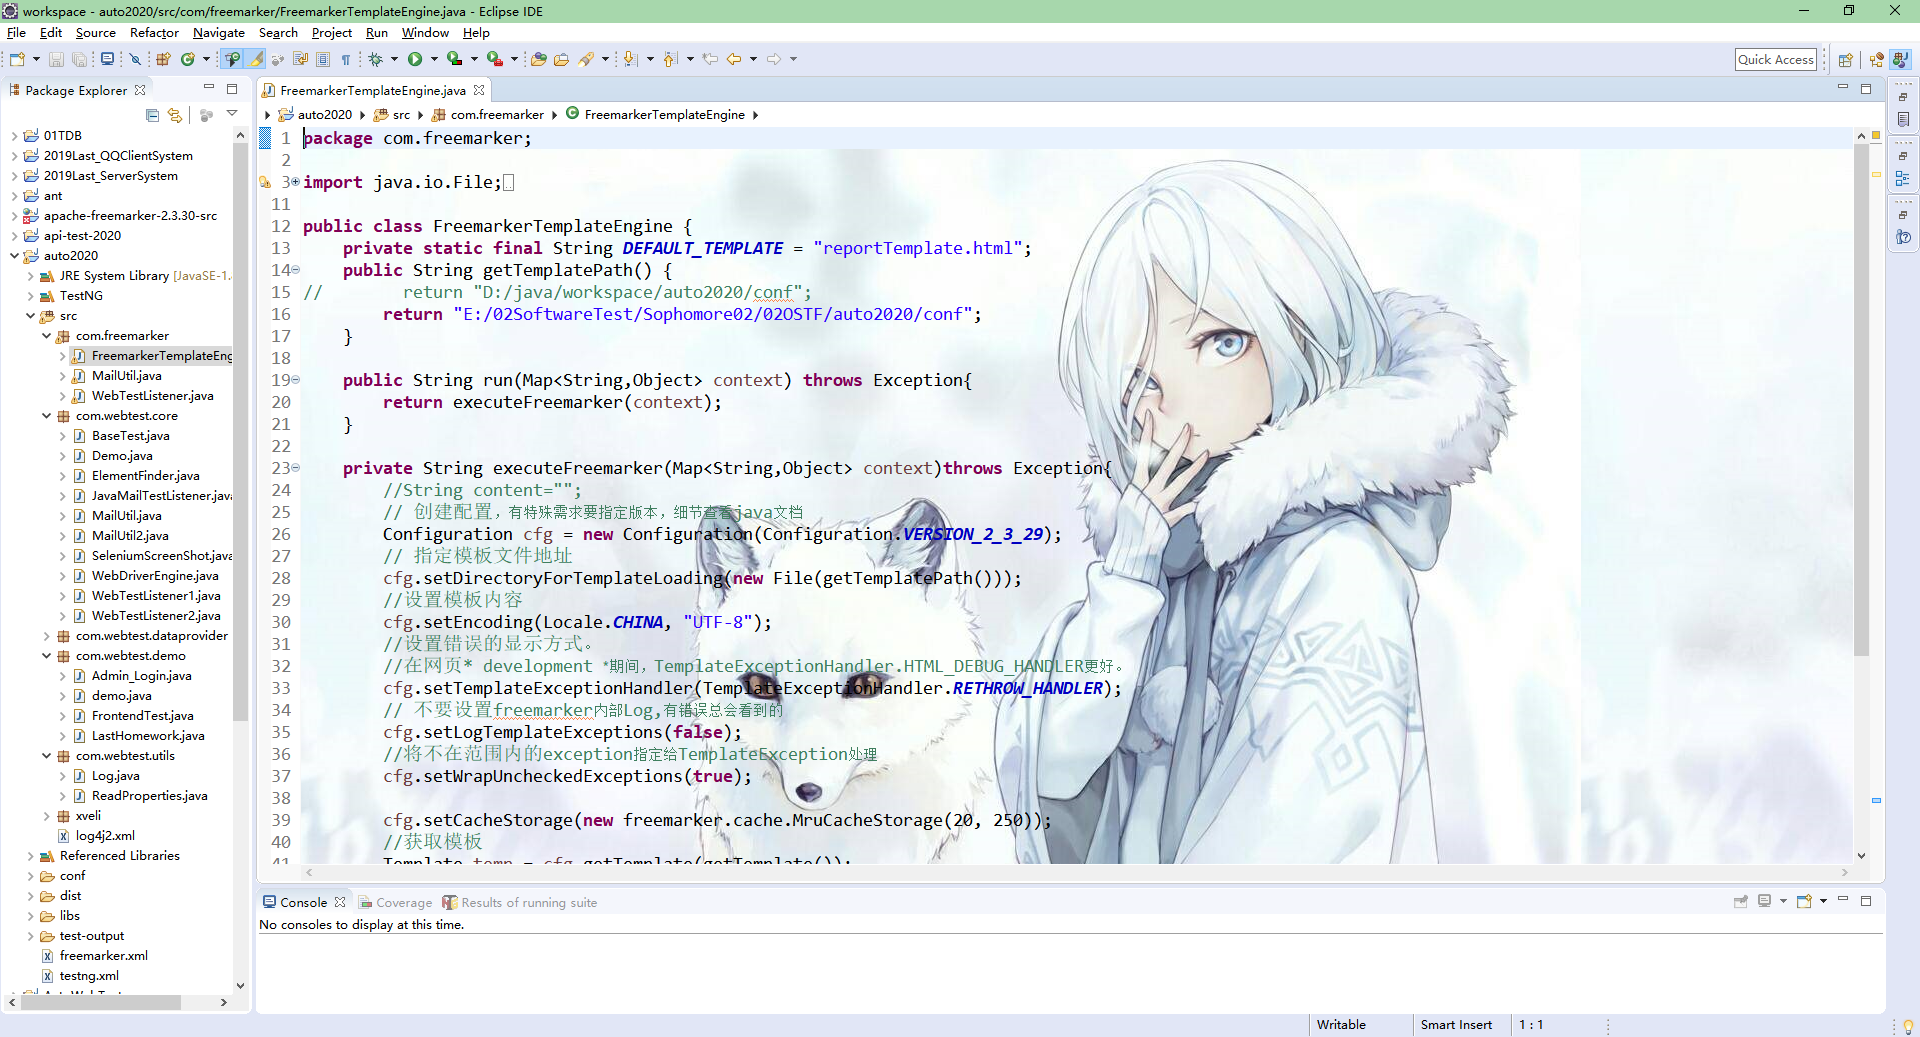 workspace - auto2020/src/com/freemarker/FreemarkerTemplateEngine.java - Eclipse IDE
File Edit Source Refactor Navigate Search Project Run Window Help
Quick Access
Package Explorer
01TDB
2019Last_QQClientSystem
2019Last_ServerSystem
ant
apache-freemarker-2.3.30-src
api-test-2020
auto2020
JRE System Library [JavaSE-1.
TestNG
src
com.freemarker
FreemarkerTemplateEng
MailUtil.java
WebTestListener.java
com.webtest.core
BaseTest.java
Demo.java
ElementFinder.java
JavaMailTestListener.java
MailUtil.java
MailUtil2.java
SeleniumScreenShot.java
WebDriverEngine.java
WebTestListener1.java
WebTestListener2.java
com.webtest.dataprovider
com.webtest.demo
Admin_Login.java
demo.java
FrontendTest.java
LastHomework.java
com.webtest.utils
Log.java
ReadProperties.java
xveli
log4j2.xml
Referenced Libraries
conf
dist
libs
test-output
freemarker.xml
testng.xml
FreemarkerTemplateEngine.java
auto2020 src com.freemarker FreemarkerTemplateEngine
1 package com.freemarker;
2
3 import java.io.File;
11
12 public class FreemarkerTemplateEngine {
13 private static final String DEFAULT_TEMPLATE = "reportTemplate.html";
14 public String getTemplatePath() {
15 // return "D:/java/workspace/auto2020/conf";
16 return "E:/02SoftwareTest/Sophomore02/02OSTF/auto2020/conf";
17 }
18
19 public String run(Map<String,Object> context) throws Exception{
20 return executeFreemarker(context);
21 }
22
23 private String executeFreemarker(Map<String,Object> context)throws Exception{
24 //String content="";
25 // 创建配置，有特殊需求要指定版本，细节查看java文档
26 Configuration cfg = new Configuration(Configuration.VERSION_2_3_29);
27 // 指定模板文件地址
28 cfg.setDirectoryForTemplateLoading(new File(getTemplatePath()));
29 //设置模板内容
30 cfg.setEncoding(Locale.CHINA, "UTF-8");
31 //设置错误的显示方式。
32 //在网页* development *期间，TemplateExceptionHandler.HTML_DEBUG_HANDLER更好。
33 cfg.setTemplateExceptionHandler(TemplateExceptionHandler.RETHROW_HANDLER);
34 // 不要设置freemarker内部Log,有错误总会看到的
35 cfg.setLogTemplateExceptions(false);
36 //将不在范围内的exception指定给TemplateException处理
37 cfg.setWrapUncheckedExceptions(true);
38
39 cfg.setCacheStorage(new freemarker.cache.MruCacheStorage(20, 250));
40 //获取模板
41 Template temp = cfg.getTemplate(getTemplate());
Console Coverage Results of running suite
No consoles to display at this time.
Writable Smart Insert 1 : 1